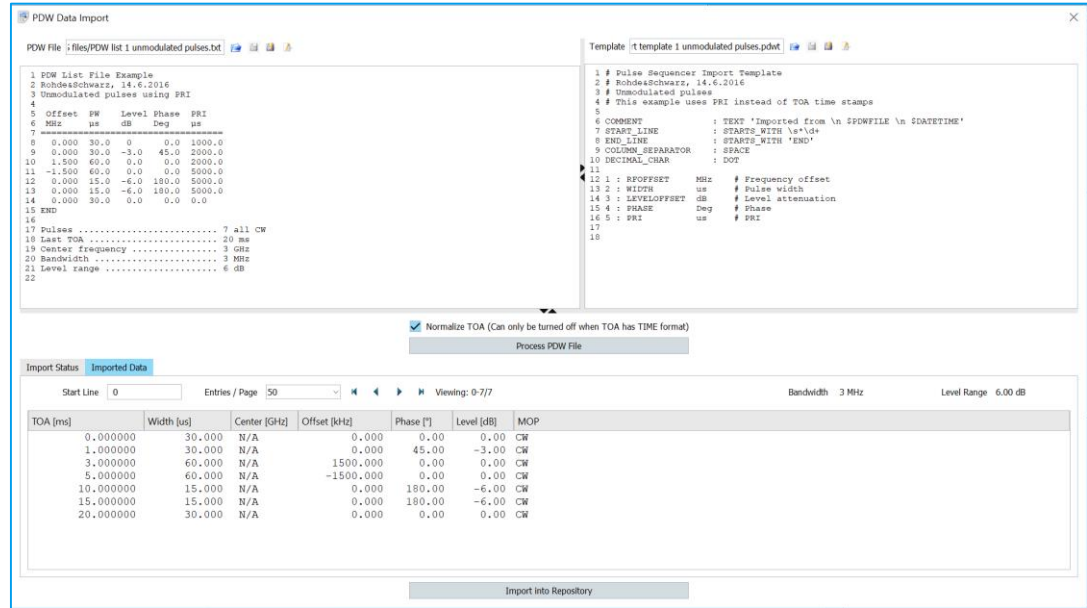 PDW Data Import
PDW File files/PDW list 1 unmodulated pulses.txt
1 PDW List File Example
2 Rohde&Schwarz, 14.6.2016
3 Unmodulated pulses using PRI
4
5 Offset PW Level Phase PRI
6 MHz µs dB Deg µs
7 ===================================
8 0.000 30.0 0 0.0 1000.0
9 0.000 30.0 -3.0 45.0 2000.0
10 1.500 60.0 0.0 0.0 2000.0
11 -1.500 60.0 0.0 0.0 5000.0
12 0.000 15.0 -6.0 180.0 5000.0
13 0.000 15.0 -6.0 180.0 5000.0
14 0.000 30.0 0.0 0.0 0.0
15 END
16
17 Pulses ......................... 7 all CW
18 Last TOA ....................... 20 ms
19 Center frequency ............... 3 GHz
20 Bandwidth ...................... 3 MHz
21 Level range .................... 6 dB
22
Template rt template 1 unmodulated pulses.pdwt
1 # Pulse Sequencer Import Template
2 # Rohde&Schwarz, 14.6.2016
3 # Unmodulated pulses
4 # This example uses PRI instead of TOA time stamps
5
6 COMMENT : TEXT 'Imported from \n $PDWFILE \n $DATETIME'
7 START_LINE : STARTS_WITH \s*\d+
8 END_LINE : STARTS_WITH 'END'
9 COLUMN_SEPARATOR : SPACE
10 DECIMAL_CHAR : DOT
11
12 1 : RFOFFSET MHz # Frequency offset
13 2 : WIDTH us # Pulse width
14 3 : LEVELOFFSET dB # Level attenuation
15 4 : PHASE Deg # Phase
16 5 : PRI us # PRI
17
18
Normalize TOA (Can only be turned off when TOA has TIME format)
Process PDW File
Import Status Imported Data
Start Line 0 Entries / Page 50 Viewing: 0-7/7 Bandwidth 3 MHz Level Range 6.00 dB
TOA [ms] Width [us] Center [GHz] Offset [kHz] Phase [°] Level [dB] MOP
0.000000 30.000 N/A 0.000 0.00 0.00 CW
1.000000 30.000 N/A 0.000 45.00 -3.00 CW
3.000000 60.000 N/A 1500.000 0.00 0.00 CW
5.000000 60.000 N/A -1500.000 0.00 0.00 CW
10.000000 15.000 N/A 0.000 180.00 -6.00 CW
15.000000 15.000 N/A 0.000 180.00 -6.00 CW
20.000000 30.000 N/A 0.000 0.00 0.00 CW
Import into Repository